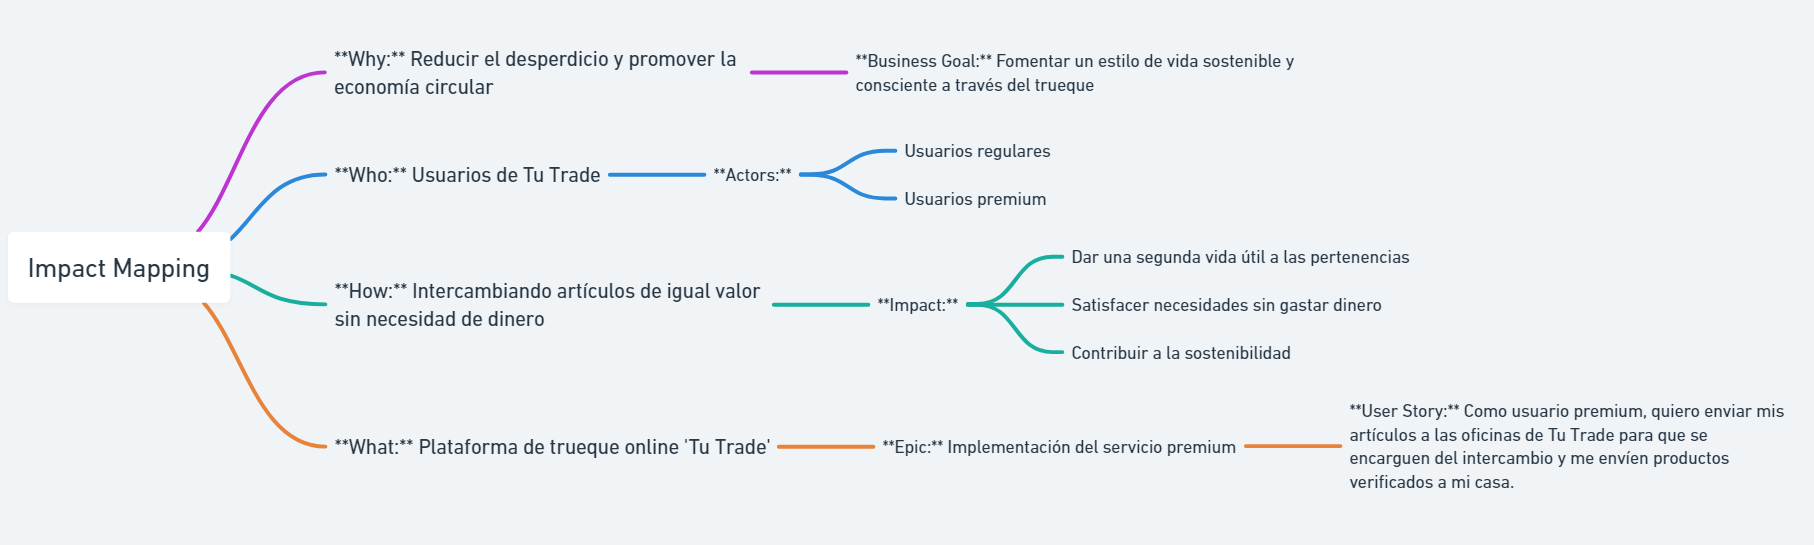 **Why:** Reducir el desperdicio y promover la
economía circular
**Business Goal:** Fomentar un estilo de vida sostenible y
consciente a través del trueque
**Who:** Usuarios de Tu Trade
**Actors:**
Usuarios regulares
Usuarios premium
Impact Mapping
**How:** Intercambiando artículos de igual valor
sin necesidad de dinero
**Impact:**
Dar una segunda vida útil a las pertenencias
Satisfacer necesidades sin gastar dinero
Contribuir a la sostenibilidad
**What:** Plataforma de trueque online 'Tu Trade'
**Epic:** Implementación del servicio premium
**User Story:** Como usuario premium, quiero enviar mis
artículos a las oficinas de Tu Trade para que se
encarguen del intercambio y me envíen productos
verificados a mi casa.